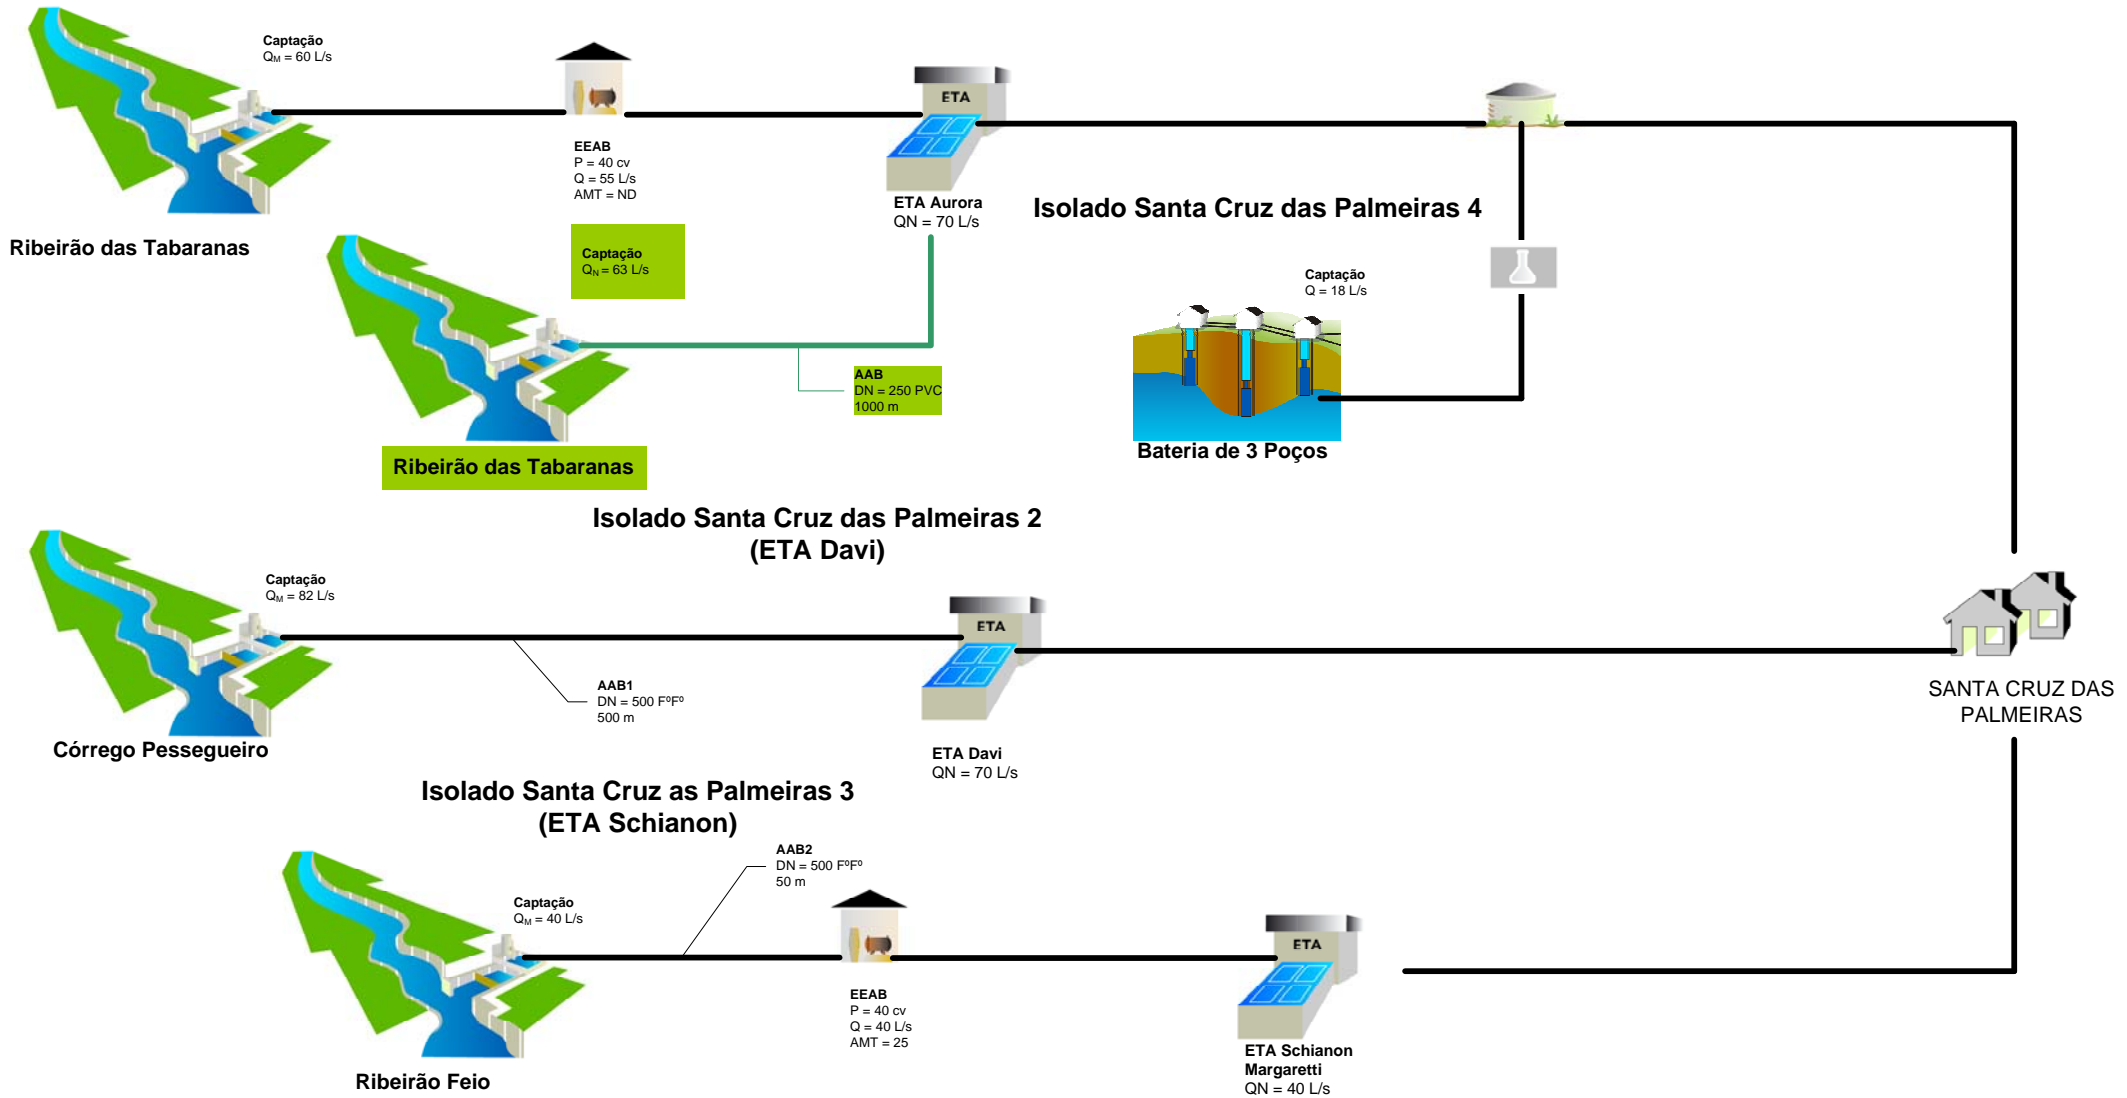 Captação
QM = 60 L/s
ETA
EEAB
P = 40 cv
Q = 55 L/s
AMT = ND
ETA Aurora
QN = 70 L/s
Isolado Santa Cruz das Palmeiras 4
Ribeirão das Tabaranas
Captação
QN = 63 L/s
Captação
Q = 18 L/s
AAB
DN = 250 PVC
1000 m
Bateria de 3 Poços
Ribeirão das Tabaranas
Isolado Santa Cruz das Palmeiras 2
(ETA Davi)
Captação
QM = 82 L/s
ETA
AAB1
DN = 500 FºFº
500 m
SANTA CRUZ DAS
PALMEIRAS
Córrego Pessegueiro
ETA Davi
QN = 70 L/s
Isolado Santa Cruz as Palmeiras 3
(ETA Schianon)
AAB2
DN = 500 FºFº
50 m
Captação
QM = 40 L/s
ETA
EEAB
P = 40 cv
Q = 40 L/s
AMT = 25
ETA Schianon
Margaretti
QN = 40 L/s
Ribeirão Feio